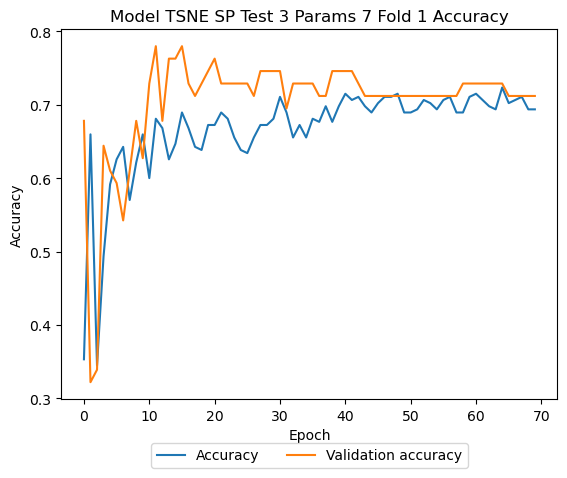 Model TSNE SP Test 3 Params 7 Fold 1 Accuracy
0.8
0.7
0.6
0.5
0.4
0.3
Accuracy
0 10 20 30 40 50 60 70
Epoch
Accuracy Validation accuracy